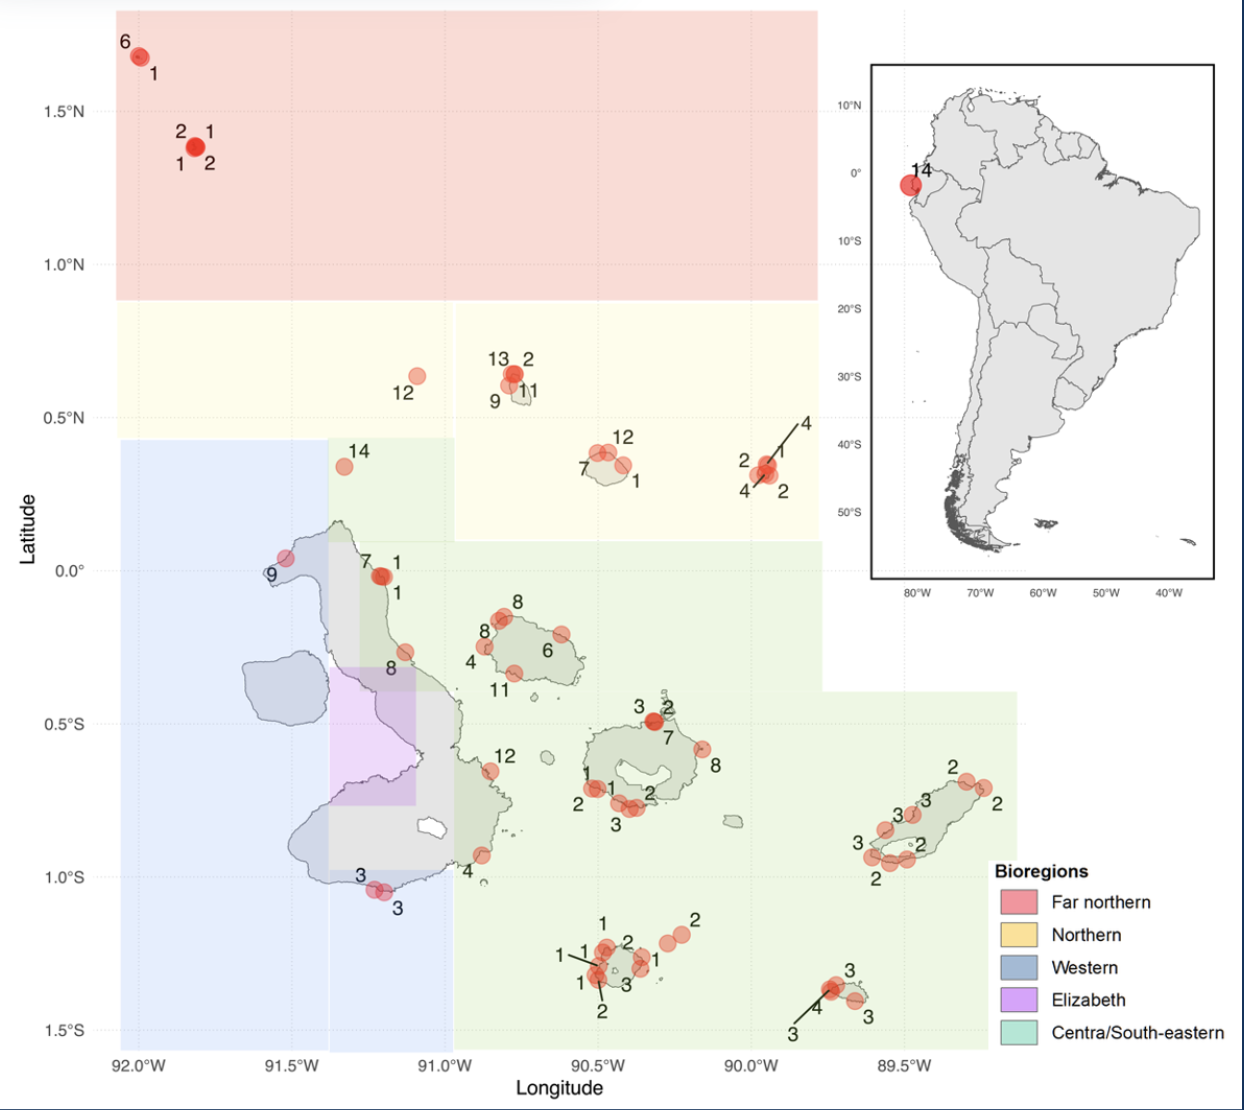 6
1
2 1
1 2
1.5°N
1.0°N
0.5°N
0.0°
0.5°S
1.0°S
1.5°S
Latitude
12
13 2
9 11
12
7
1
4
2 1
4 2
14
9
7 1
1
8
8
8
4
6
11
3 2
7
8
12
1 1
2
2
3
4
3
3
2
2
3
3
3
2
2
1
1 1 2
1
1
3
2
2
3
4
3
3
92.0°W 91.5°W 91.0°W 90.5°W 90.0°W 89.5°W
Longitude
14
10°N
0°
10°S
20°S
30°S
40°S
50°S
80°W 70°W 60°W 50°W 40°W
Bioregions
Far northern
Northern
Western
Elizabeth
Centra/South-eastern